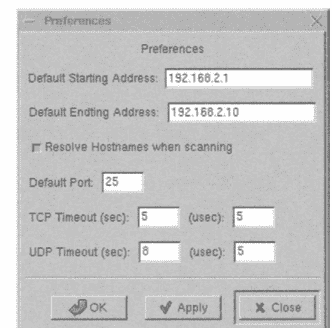 Preferences
Preferences
Default Starting Address: 192.168.2.1
Default Endting Address: 192.168.2.10
Resolve Hostnames when scanning
Default Port: 25
TCP Timeout (sec): 5 (usec): 5
UDP Timeout (sec): 8 (usec): 5
OK Apply Close